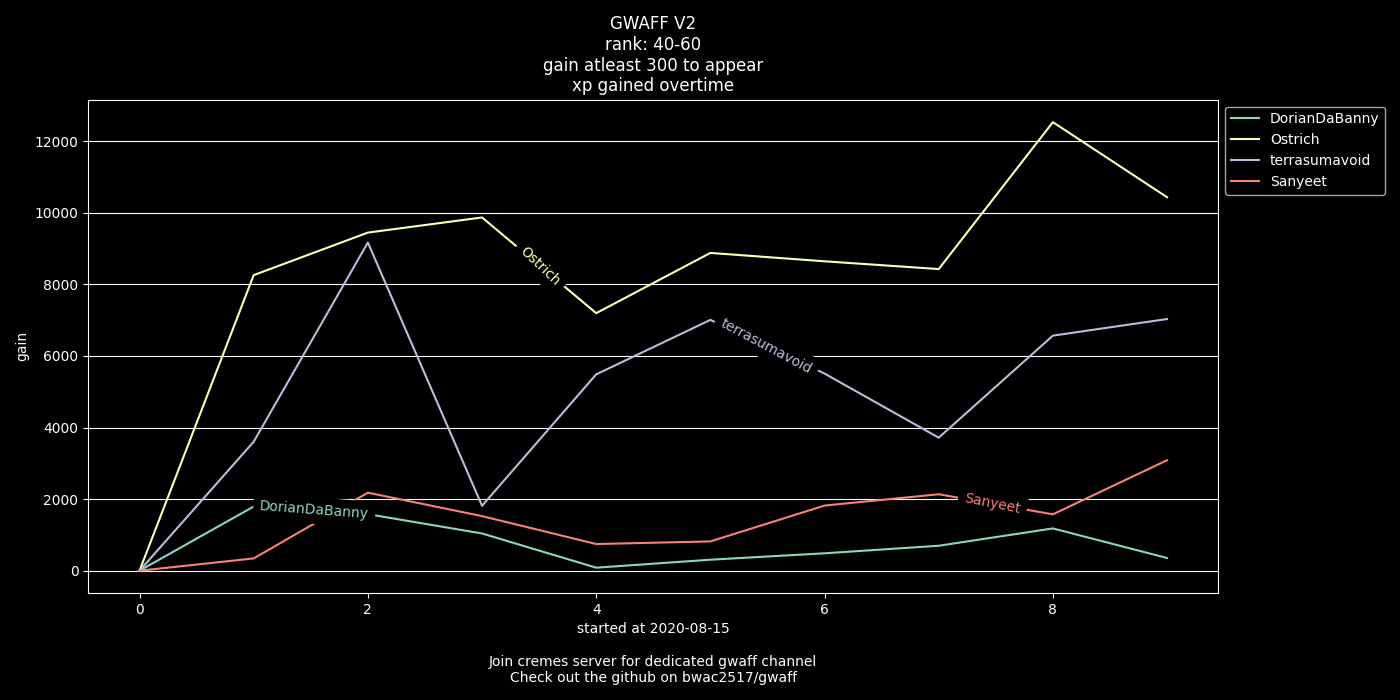 GWAFF V2
rank: 40-60
gain atleast 300 to appear
xp gained overtime
DorianDaBanny
Ostrich
terrasumavoid
Sanyeet
12000
10000
8000
6000
4000
2000
0
gain
Ostrich
terrasumavoid
DorianDaBanny
Sanyeet
0 2 4 6 8
started at 2020-08-15
Join cremes server for dedicated gwaff channel
Check out the github on bwac2517/gwaff